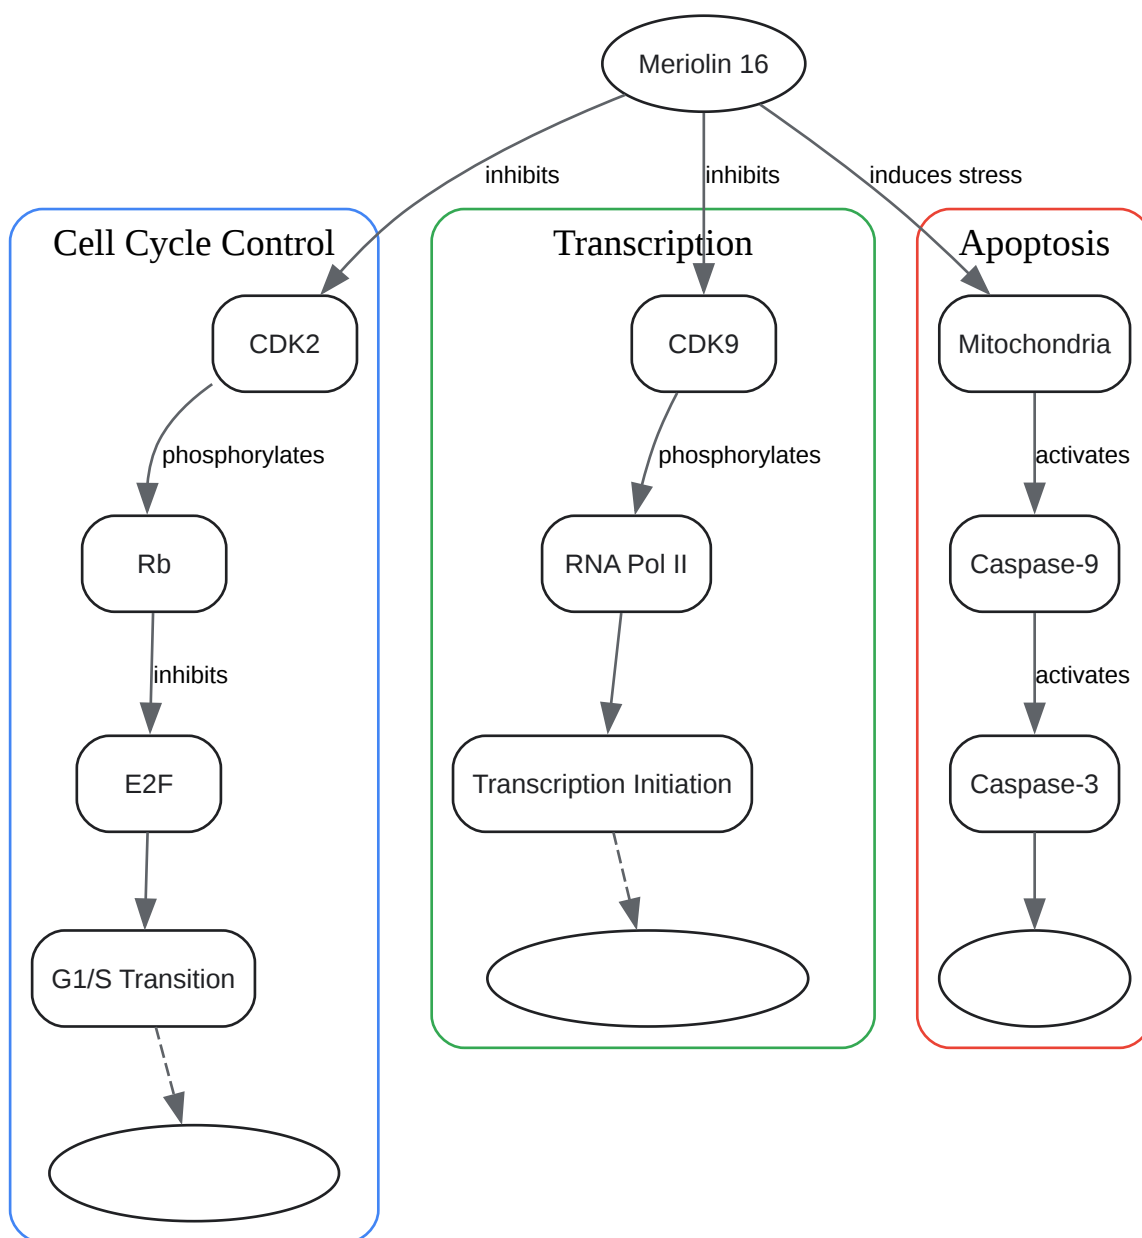 Meriolin 16
inhibits
inhibits
induces stress
Cell Cycle Control
Transcription
Apoptosis
CDK2
CDK9
Mitochondria
phosphorylates
phosphorylates
activates
Rb
RNA Pol II
Caspase-9
inhibits
activates
E2F
Transcription Initiation
Caspase-3
G1/S Transition